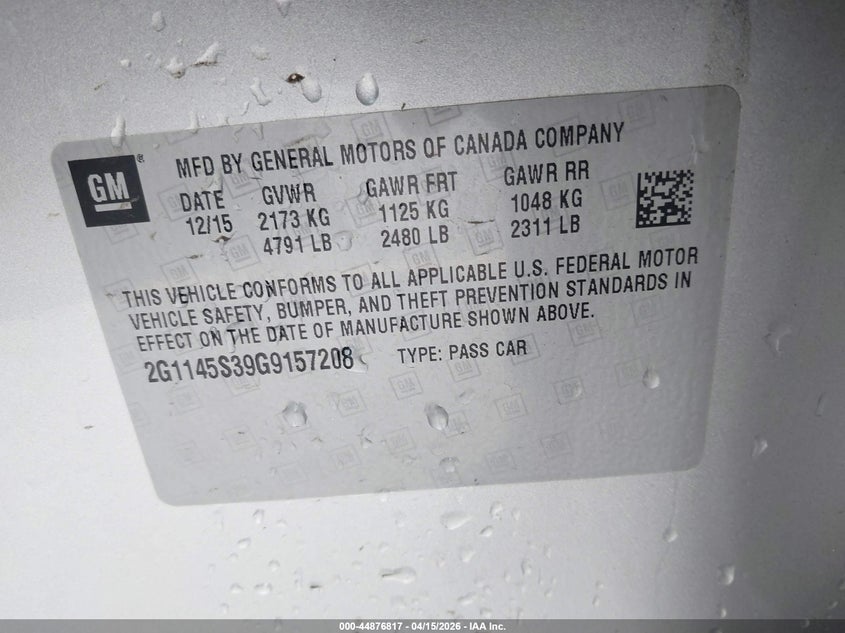 GM
MFD BY GENERAL MOTORS OF CANADA COMPANY
DATE GVWR GAWR FRT GAWR RR
12/15 2173 KG 1125 KG 1048 KG
4791 LB 2480 LB 2311 LB
THIS VEHICLE CONFORMS TO ALL APPLICABLE U.S. FEDERAL MOTOR
VEHICLE SAFETY, BUMPER, AND THEFT PREVENTION STANDARDS IN
EFFECT ON THE DATE OF MANUFACTURE SHOWN ABOVE.
2G1145S39G9157208 TYPE: PASS CAR
000-44876817 - 04/15/2026 - IAA Inc.